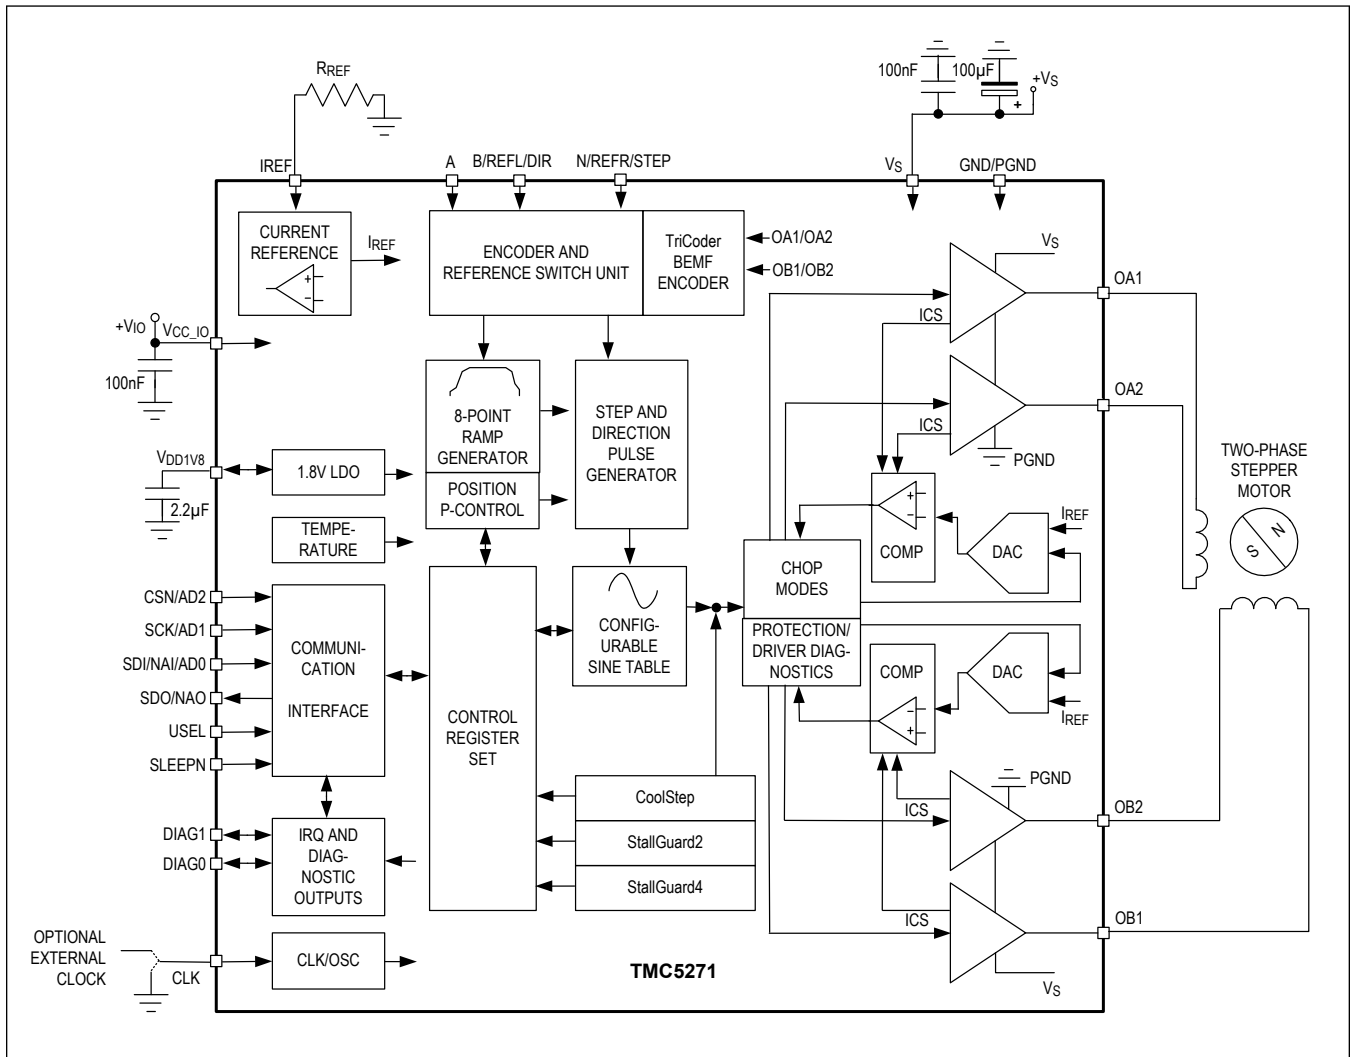 RREF
100nF
100µF
+VS
+
IREF
A
B/REFL/DIR
N/REFR/STEP
VS
GND/PGND
CURRENT
REFERENCE
+
−
IREF
ENCODER AND
REFERENCE SWITCH UNIT
TriCoder
BEMF
ENCODER
OA1/OA2
OB1/OB2
VS
OA1
ICS
+VIO
VCC_IO
100nF
8-POINT
RAMP
GENERATOR
POSITION
P-CONTROL
STEP AND
DIRECTION
PULSE
GENERATOR
OA2
ICS
PGND
VDD1V8
2.2µF
1.8V LDO
TEMPE-
RATURE
TWO-PHASE
STEPPER
MOTOR
S
N
+
−
COMP
DAC
IREF
CHOP
MODES
PROTECTION/
DRIVER DIAG-
NOSTICS
COMP
−
+
DAC
IREF
CSN/AD2
SCK/AD1
SDI/NAI/AD0
SDO/NAO
USEL
SLEEPN
COMMUNI-
CATION
INTERFACE
CONFIG-
URABLE
SINE TABLE
CONTROL
REGISTER
SET
CoolStep
StallGuard2
StallGuard4
PGND
ICS
OB2
DIAG1
DIAG0
IRQ AND
DIAG-
NOSTIC
OUTPUTS
ICS
OB1
VS
OPTIONAL
EXTERNAL
CLOCK
CLK
CLK/OSC
TMC5271